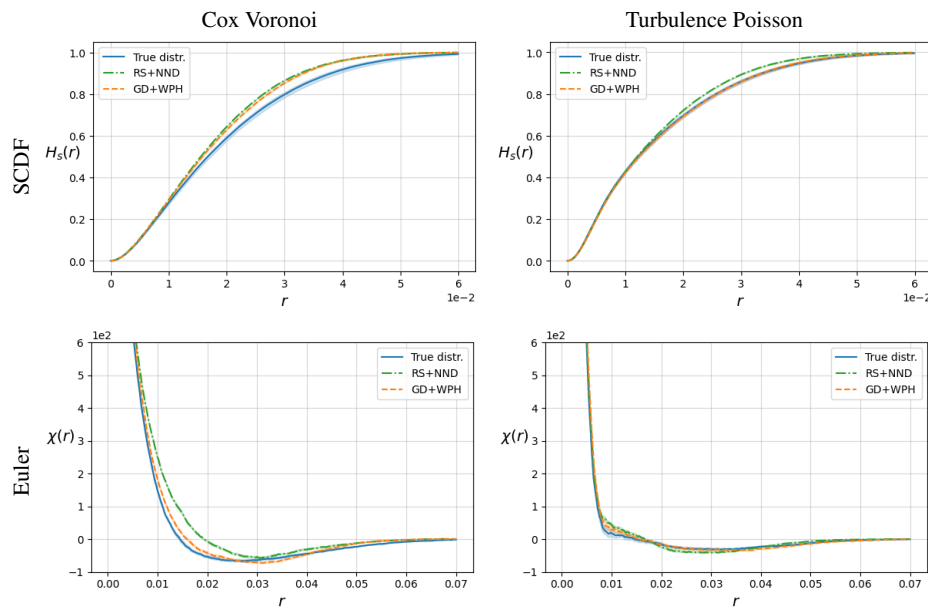 Cox Voronoi
Turbulence Poisson
SCDF
H_s(r)
1.0
0.8
0.6
0.4
0.2
0.0
True distr.
RS+NND
GD+WPH
0 1 2 3 4 5 6
1e−2
r
H_s(r)
1.0
0.8
0.6
0.4
0.2
0.0
True distr.
RS+NND
GD+WPH
0 1 2 3 4 5 6
1e−2
r
Euler
1e2
χ(r)
6
5
4
3
2
1
0
−1
True distr.
RS+NND
GD+WPH
0.00 0.01 0.02 0.03 0.04 0.05 0.06 0.07
r
1e2
χ(r)
6
5
4
3
2
1
0
−1
True distr.
RS+NND
GD+WPH
0.00 0.01 0.02 0.03 0.04 0.05 0.06 0.07
r